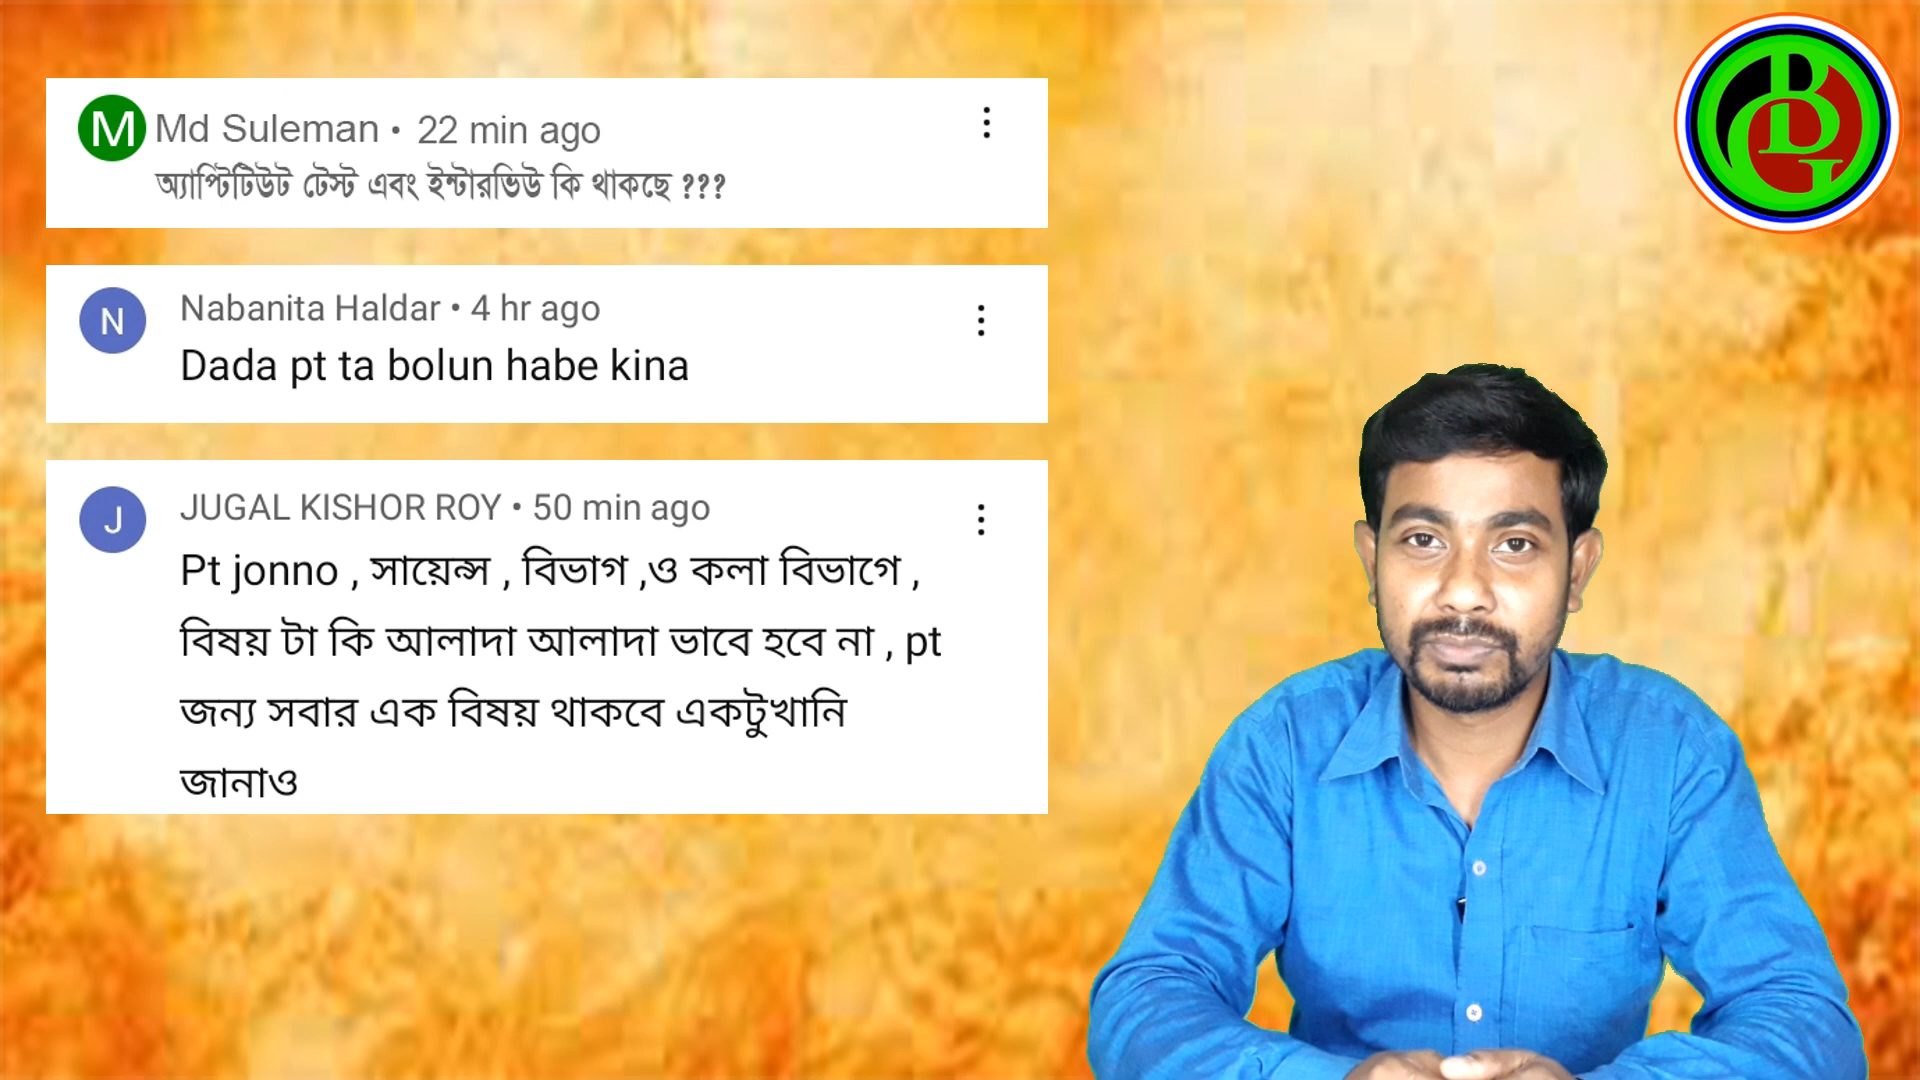 M Md Suleman • 22 min ago
অ্যাপ্টিটিউট টেস্ট এবং ইন্টারভিউ কি থাকছে ???
N Nabanita Haldar • 4 hr ago
Dada pt ta bolun habe kina
J JUGAL KISHOR ROY • 50 min ago
Pt jonno , সায়েন্স , বিভাগ ,ও কলা বিভাগে ,
বিষয় টা কি আলাদা আলাদা ভাবে হবে না , pt
জন্য সবার এক বিষয় থাকবে একটুখানি
জানাও
BDG